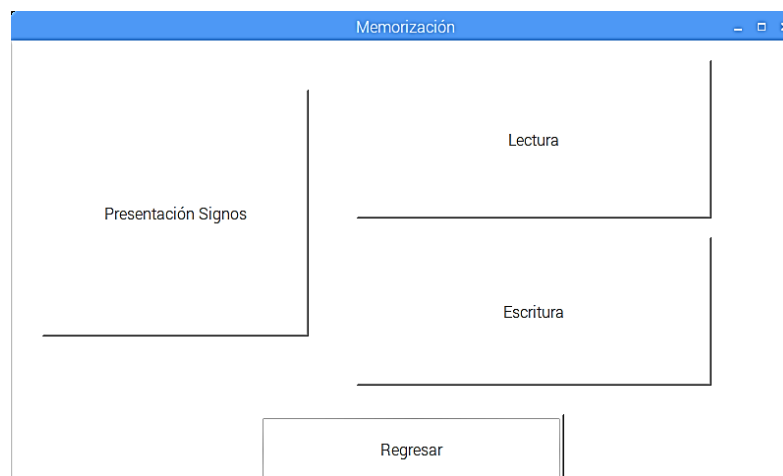 Memorización
Presentación Signos
Lectura
Escritura
Regresar